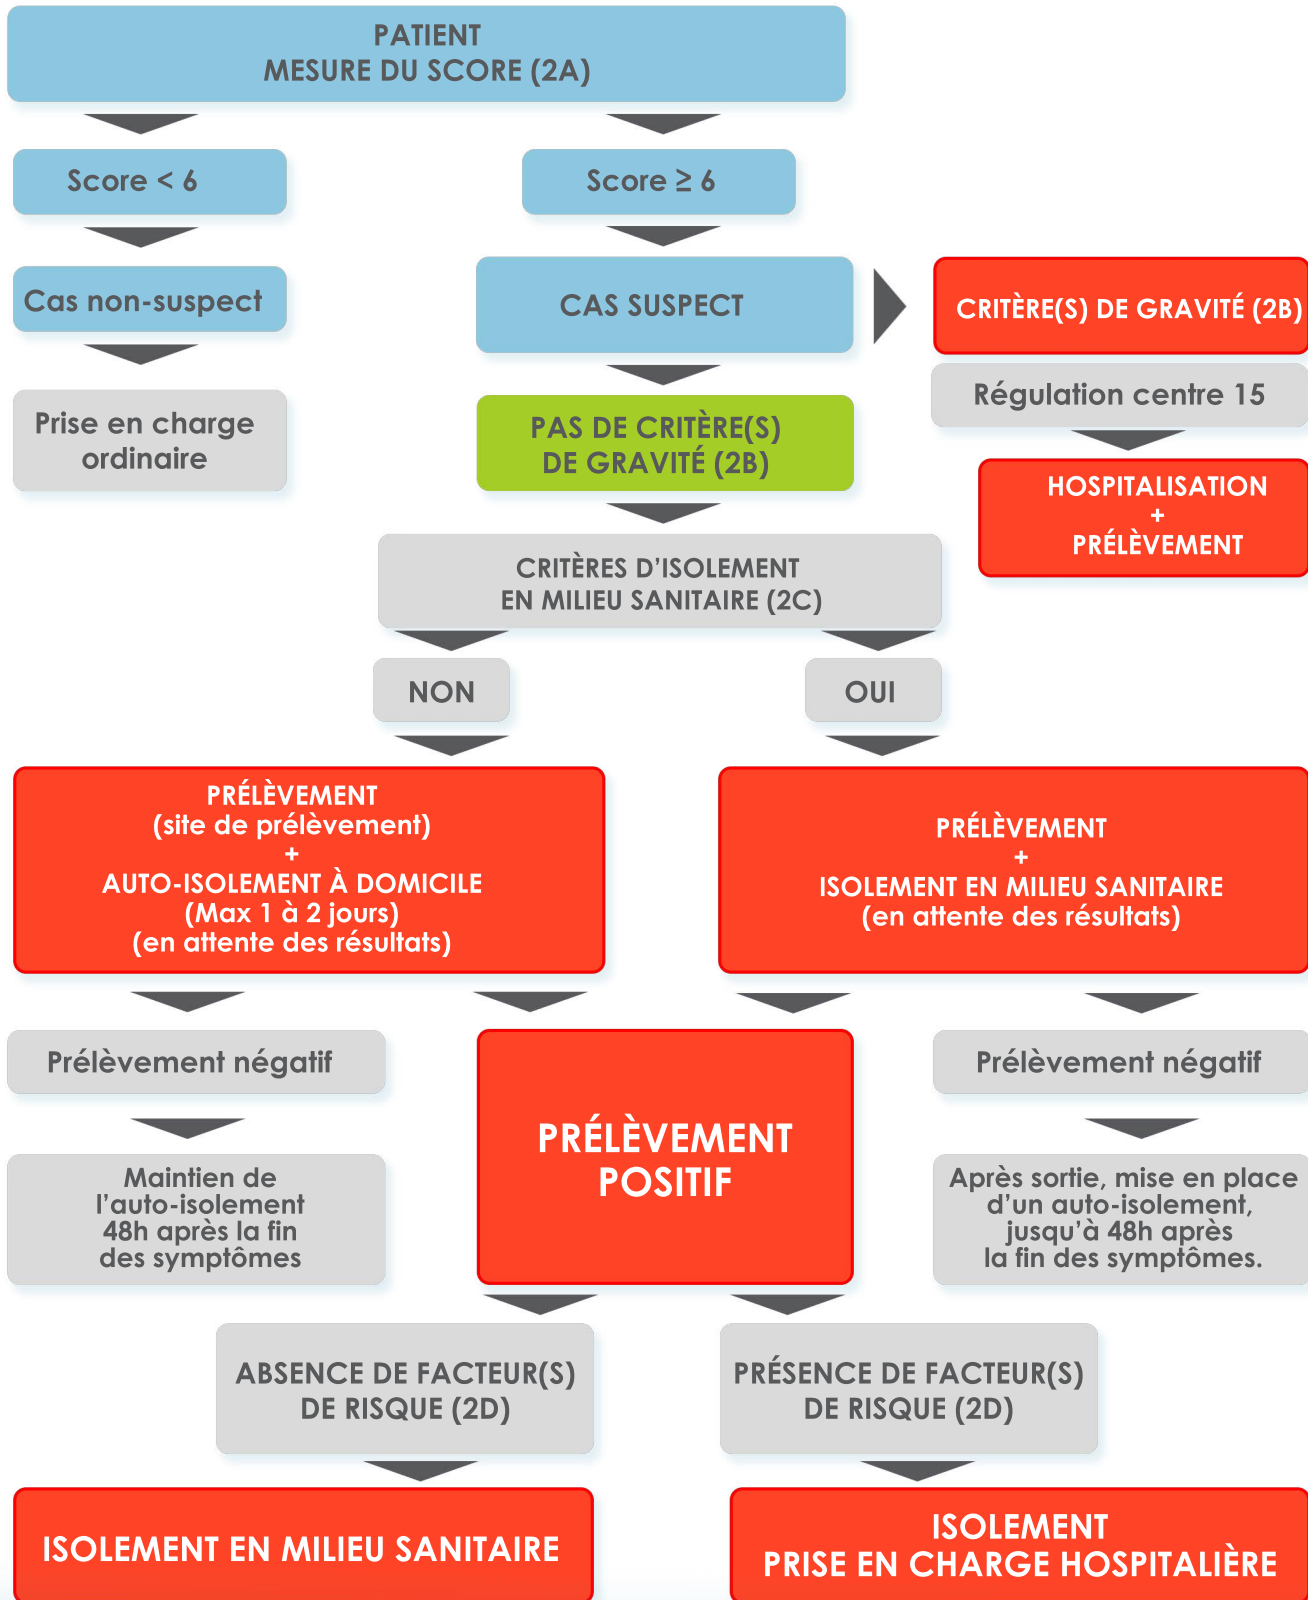 PATIENT
MESURE DU SCORE (2A)
Score < 6
Score ≥ 6
Cas non-suspect
CAS SUSPECT
CRITÈRE(S) DE GRAVITÉ (2B)
Régulation centre 15
Prise en charge
ordinaire
PAS DE CRITÈRE(S)
DE GRAVITÉ (2B)
HOSPITALISATION
+
PRÉLÈVEMENT
CRITÈRES D'ISOLEMENT
EN MILIEU SANITAIRE (2C)
NON
OUI
PRÉLÈVEMENT
(site de prélèvement)
+
AUTO-ISOLEMENT À DOMICILE
(Max 1 à 2 jours)
(en attente des résultats)
PRÉLÈVEMENT
+
ISOLEMENT EN MILIEU SANITAIRE
(en attente des résultats)
Prélèvement négatif
PRÉLÈVEMENT
POSITIF
Prélèvement négatif
Maintien de
l'auto-isolement
48h après la fin
des symptômes
Après sortie, mise en place
d'un auto-isolement,
jusqu'à 48h après
la fin des symptômes.
ABSENCE DE FACTEUR(S)
DE RISQUE (2D)
PRÉSENCE DE FACTEUR(S)
DE RISQUE (2D)
ISOLEMENT EN MILIEU SANITAIRE
ISOLEMENT
PRISE EN CHARGE HOSPITALIÈRE